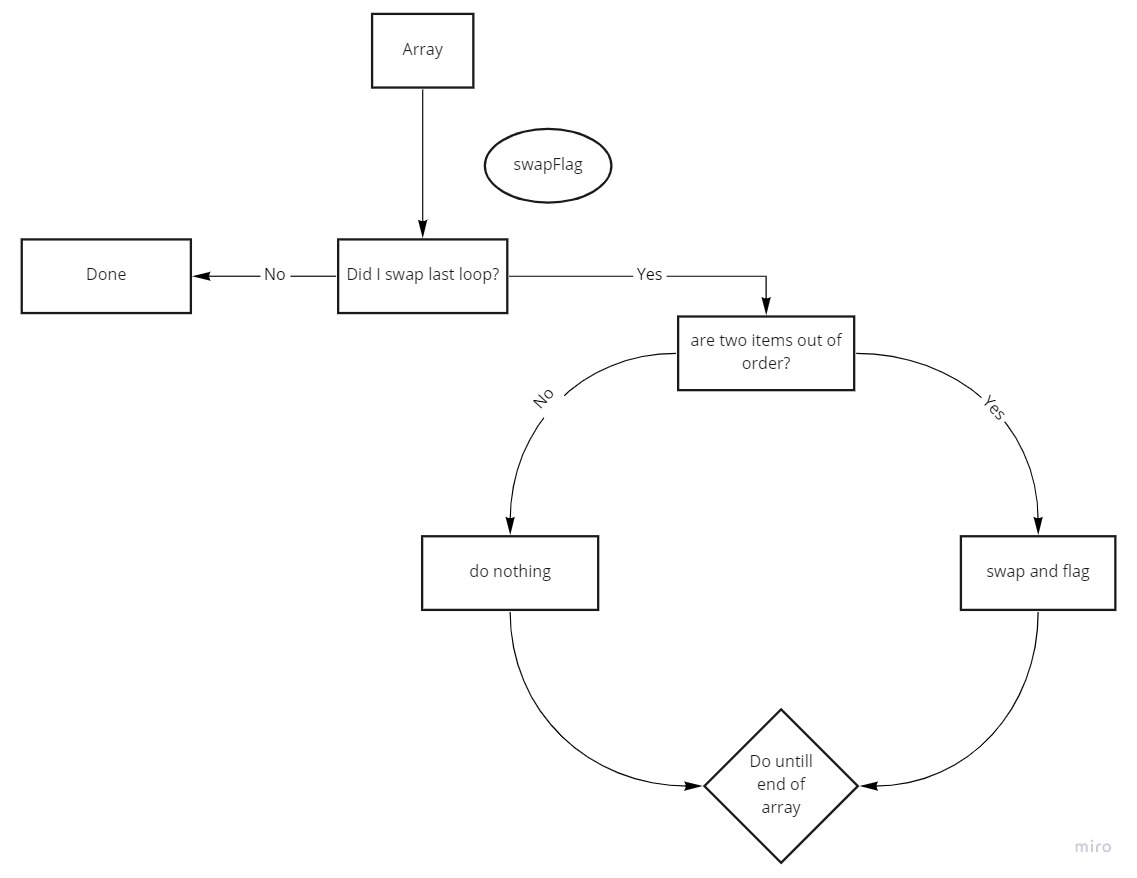 Array
swapFlag
Done
No
Did I swap last loop?
Yes
are two items out of
order?
No
Yes
do nothing
swap and flag
Do untill
end of
array
miro